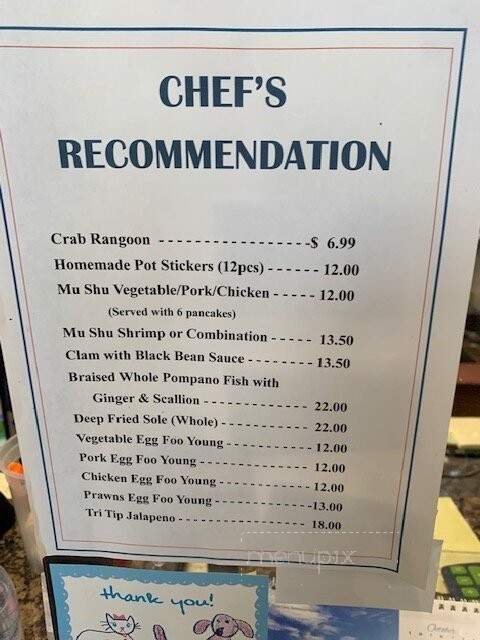 CHEF'S
RECOMMENDATION
Crab Rangoon ------------------$ 6.99
Homemade Pot Stickers (12pcs) ------ 12.00
Mu Shu Vegetable/Pork/Chicken ----- 12.00
(Served with 6 pancakes)
Mu Shu Shrimp or Combination ------ 13.50
Clam with Black Bean Sauce -------- 13.50
Braised Whole Pompano Fish with
Ginger & Scallion ------------- 22.00
Deep Fried Sole (Whole) ------------ 22.00
Vegetable Egg Foo Young ------------ 12.00
Pork Egg Foo Young --------------- 12.00
Chicken Egg Foo Young ------------- 12.00
Prawns Egg Foo Young --------------13.00
Tri Tip Jalapeno ------------------- 18.00
menupix
thank you!
October